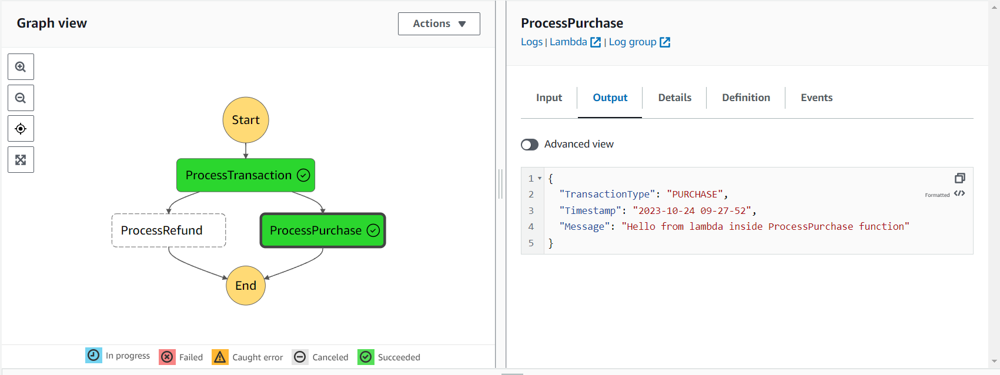 Graph view
Actions
Start
ProcessTransaction
ProcessRefund
ProcessPurchase
End
In progress
Failed
Caught error
Canceled
Succeeded
ProcessPurchase
Logs | Lambda | Log group
Input
Output
Details
Definition
Events
Advanced view
1 {
2 "TransactionType": "PURCHASE",
3 "Timestamp": "2023-10-24 09-27-52",
4 "Message": "Hello from lambda inside ProcessPurchase function"
5 }
Formatted